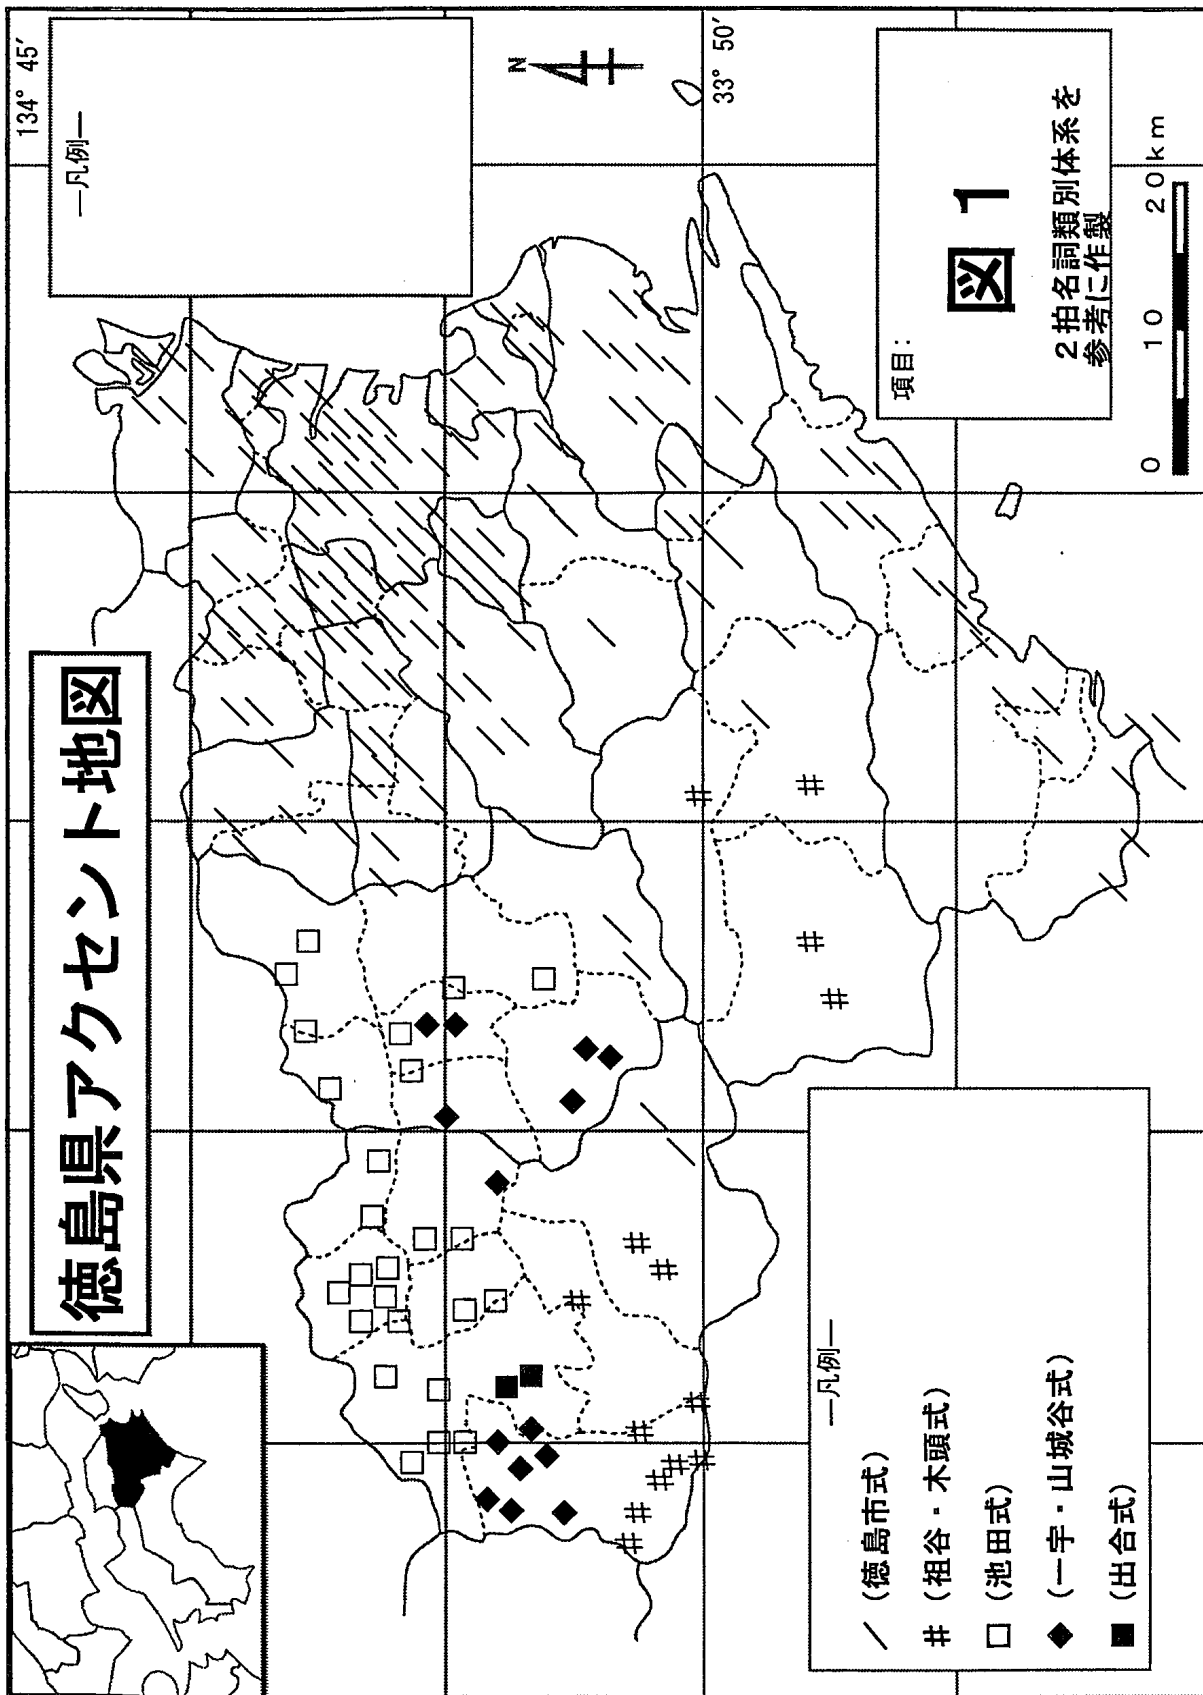 徳島県アクセント地図
134° 45′
―凡例―
N
33° 50′
項目:
図1
2拍名詞類別体系を
参考に作製
0 10 20km
―凡例―
(徳島市式)
(祖谷・木頭式)
(池田式)
(一宇・山城谷式)
(出合式)